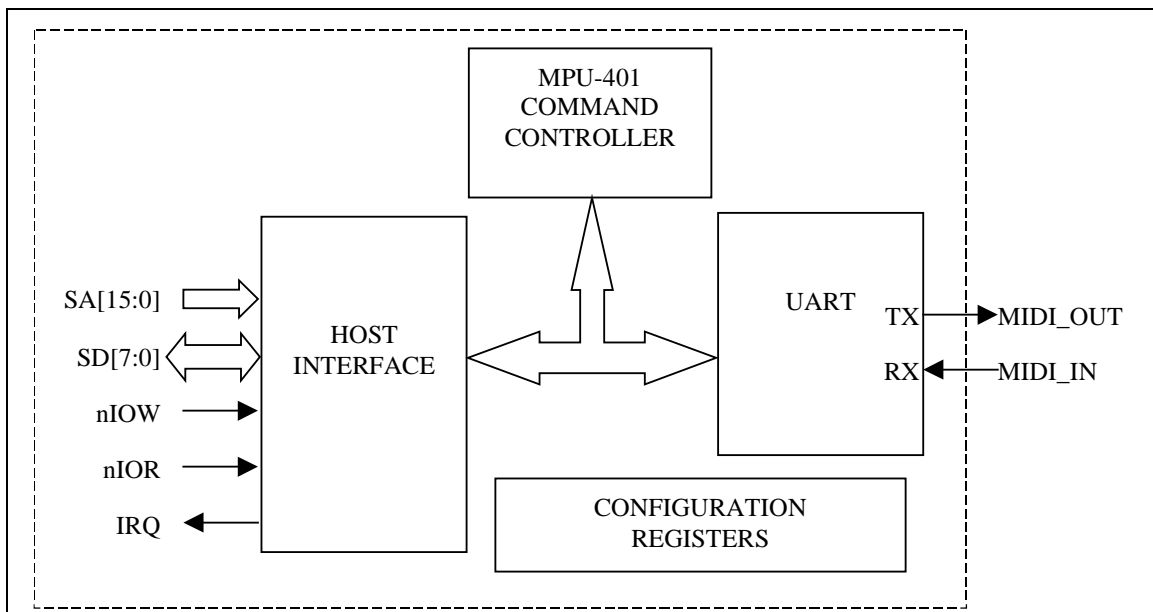 MPU-401
COMMAND
CONTROLLER
SA[15:0]
SD[7:0]
nIOW
nIOR
IRQ
HOST
INTERFACE
UART
TX
RX
MIDI_OUT
MIDI_IN
CONFIGURATION
REGISTERS